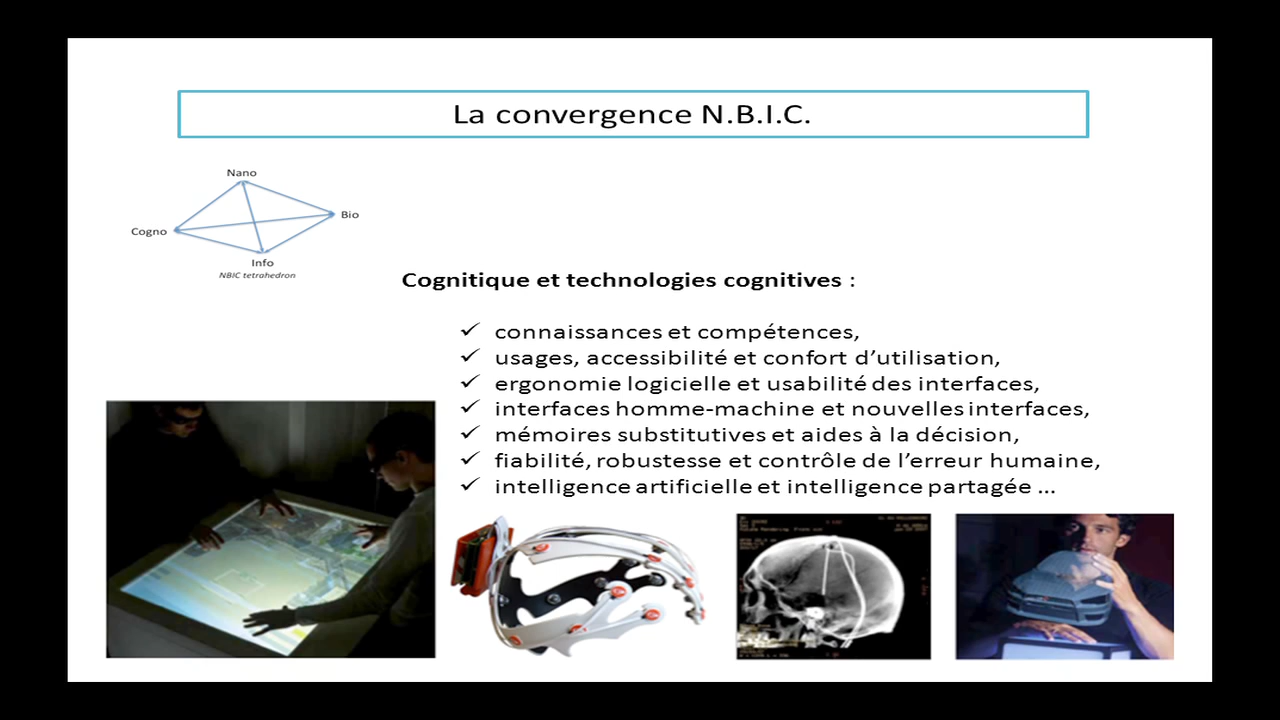 La convergence N.B.I.C.
Nano
Bio
Cogno
Info
NBIC tetrahedron
Cognitique et technologies cognitives :
✓ connaissances et compétences,
✓ usages, accessibilité et confort d’utilisation,
✓ ergonomie logicielle et usabilité des interfaces,
✓ interfaces homme-machine et nouvelles interfaces,
✓ mémoires substitutives et aides à la décision,
✓ fiabilité, robustesse et contrôle de l’erreur humaine,
✓ intelligence artificielle et intelligence partagée ...